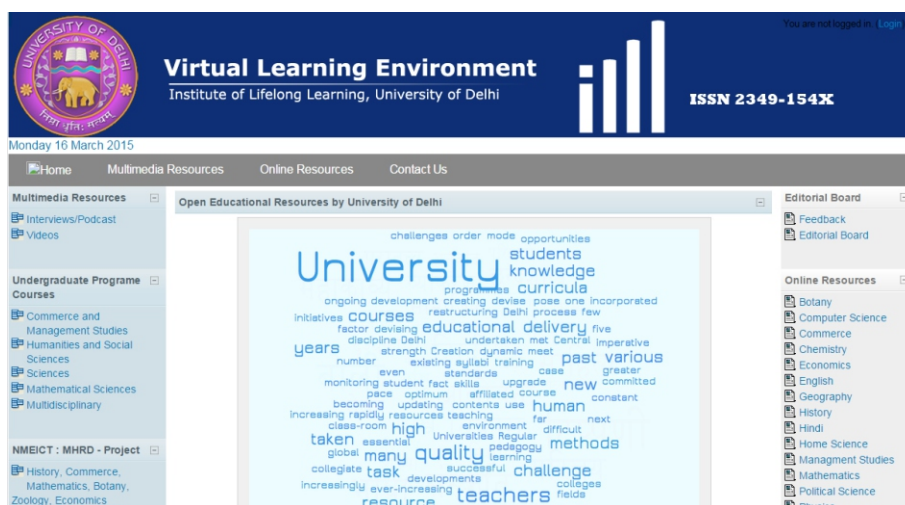 UNIVERSITY OF DELHI
You are not logged in. (Login)
Virtual Learning Environment
Institute of Lifelong Learning, University of Delhi
ISSN 2349-154X
Monday 16 March 2015
Home Multimedia Resources Online Resources Contact Us
Multimedia Resources
Interviews/Podcast
Videos
Undergraduate Programe
Courses
Commerce and
Management Studies
Humanities and Social
Sciences
Sciences
Mathematical Sciences
Multidisciplinary
NMEICT : MHRD - Project
History, Commerce,
Mathematics, Botany,
Zoology, Economics
Open Educational Resources by University of Delhi
challenges order mode opportunities
students
University knowledge
programmes curricula
ongoing development creating devise pose one incorporated
initiatives courses restructuring Delhi process few
factor devising educational delivery five
discipline Delhi undertaken met Central imperative
years strength Creation dynamic meet
number existing syllabi training past various
even standards case greater
monitoring student fact skills upgrade new committed
pace optimum affiliated course constant
becoming updating contents use human
increasing rapidly resources teaching far next
class-room high environment difficult
taken essential Universities Regular methods
global many quality pedagogy learning
collegiate task successful challenge
developments colleges
increasingly ever-increasing teachers fields
resource
Editorial Board
Feedback
Editorial Board
Online Resources
Botany
Computer Science
Commerce
Chemistry
Economics
English
Geography
History
Hindi
Home Science
Managment Studies
Mathematics
Political Science
Physics